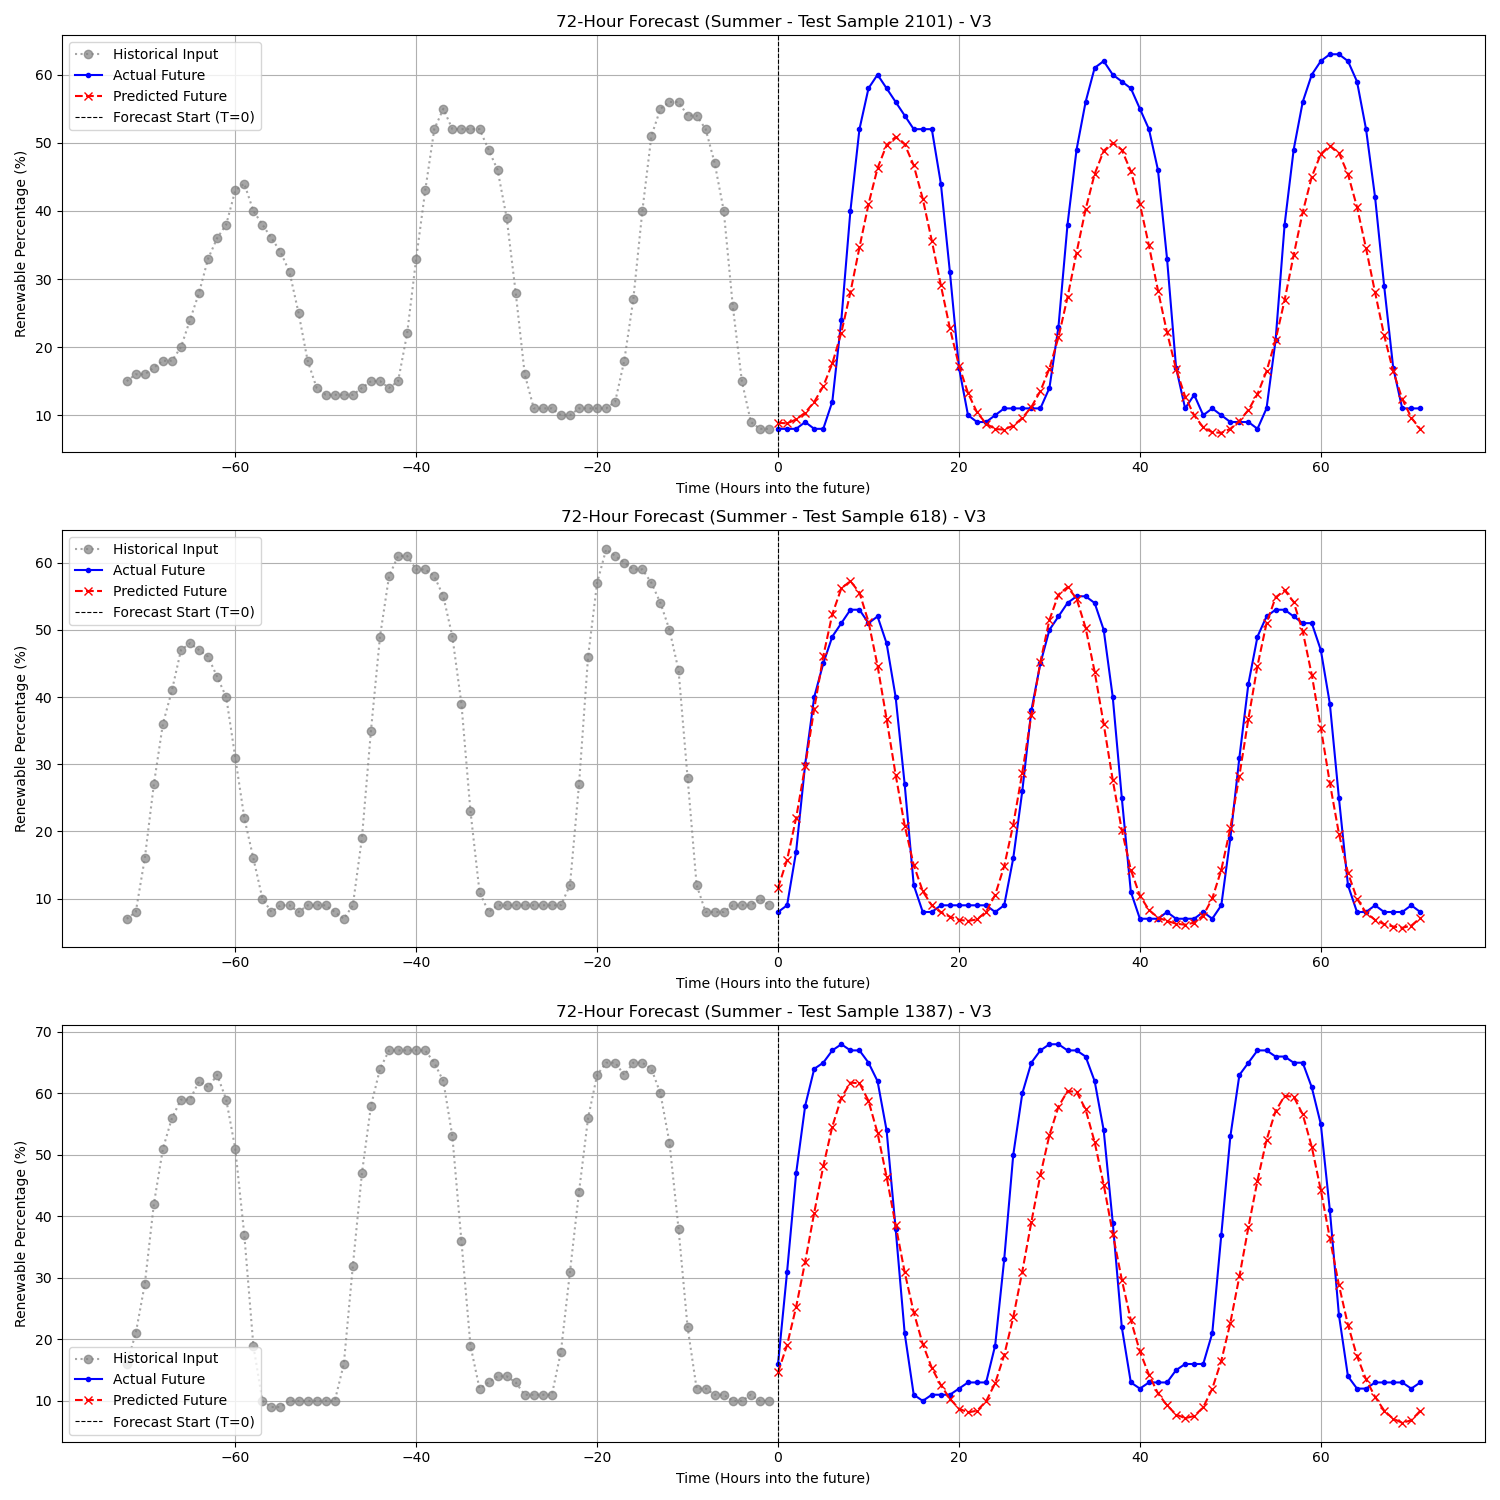 72-Hour Forecast (Summer - Test Sample 2101) - V3
Historical Input
Actual Future
Predicted Future
Forecast Start (T=0)
Renewable Percentage (%)
60
50
40
30
20
10
−60
−40
−20
0
20
40
60
Time (Hours into the future)
72-Hour Forecast (Summer - Test Sample 618) - V3
Historical Input
Actual Future
Predicted Future
Forecast Start (T=0)
Renewable Percentage (%)
60
50
40
30
20
10
−60
−40
−20
0
20
40
60
Time (Hours into the future)
72-Hour Forecast (Summer - Test Sample 1387) - V3
Renewable Percentage (%)
70
60
50
40
30
20
10
Historical Input
Actual Future
Predicted Future
Forecast Start (T=0)
−60
−40
−20
0
20
40
60
Time (Hours into the future)